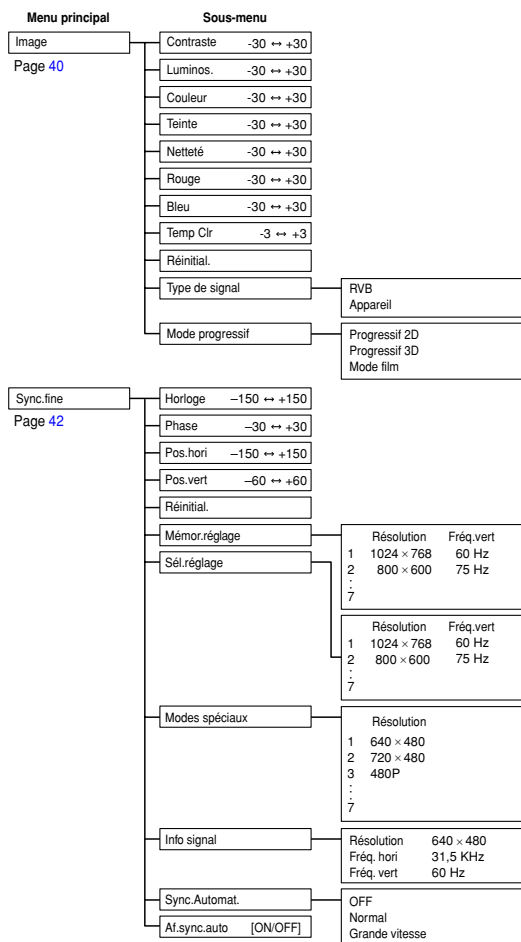 Menu principal Sous-menu
Image
Page 40
Contraste -30 ↔ +30
Luminos. -30 ↔ +30
Couleur -30 ↔ +30
Teinte -30 ↔ +30
Netteté -30 ↔ +30
Rouge -30 ↔ +30
Bleu -30 ↔ +30
Temp Clr -3 ↔ +3
Réinitial.
Type de signal
RVB
Appareil
Mode progressif
Progressif 2D
Progressif 3D
Mode film
Sync.fine
Page 42
Horloge –150 ↔ +150
Phase –30 ↔ +30
Pos.hori –150 ↔ +150
Pos.vert –60 ↔ +60
Réinitial.
Mémor.réglage
Résolution Fréq.vert
1 1024 × 768 60 Hz
2 800 × 600 75 Hz
:
7
Sél.réglage
Résolution Fréq.vert
1 1024 × 768 60 Hz
2 800 × 600 75 Hz
:
7
Modes spéciaux
Résolution
1 640 × 480
2 720 × 480
3 480P
:
7
Info signal
Résolution 640 × 480
Fréq. hori 31,5 KHz
Fréq. vert 60 Hz
Sync.Automat.
OFF
Normal
Grande vitesse
Af.sync.auto [ON/OFF]